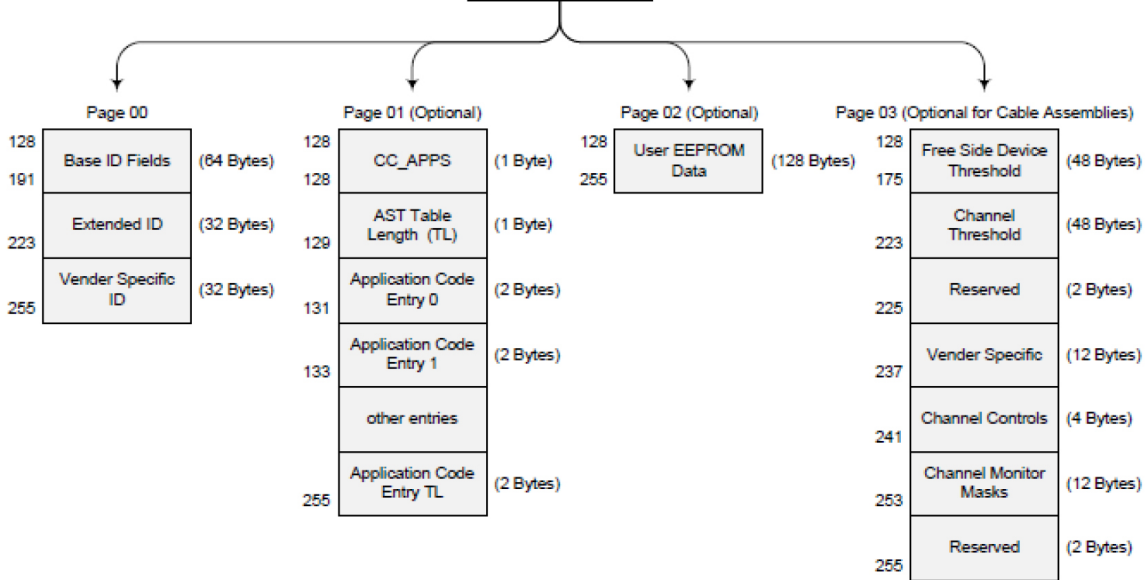 Page 00
128
Base ID Fields
(64 Bytes)
191
Extended ID
(32 Bytes)
223
Vender Specific
ID
(32 Bytes)
255
Page 01 (Optional)
128
CC_APPS
(1 Byte)
128
AST Table
Length (TL)
(1 Byte)
129
Application Code
Entry 0
(2 Bytes)
131
Application Code
Entry 1
(2 Bytes)
133
other entries
Application Code
Entry TL
(2 Bytes)
255
Page 02 (Optional)
128
User EEPROM
Data
(128 Bytes)
255
Page 03 (Optional for Cable Assemblies)
128
Free Side Device
Threshold
(48 Bytes)
175
Channel
Threshold
(48 Bytes)
223
Reserved
(2 Bytes)
225
Vender Specific
(12 Bytes)
237
Channel Controls
(4 Bytes)
241
Channel Monitor
Masks
(12 Bytes)
253
Reserved
(2 Bytes)
255